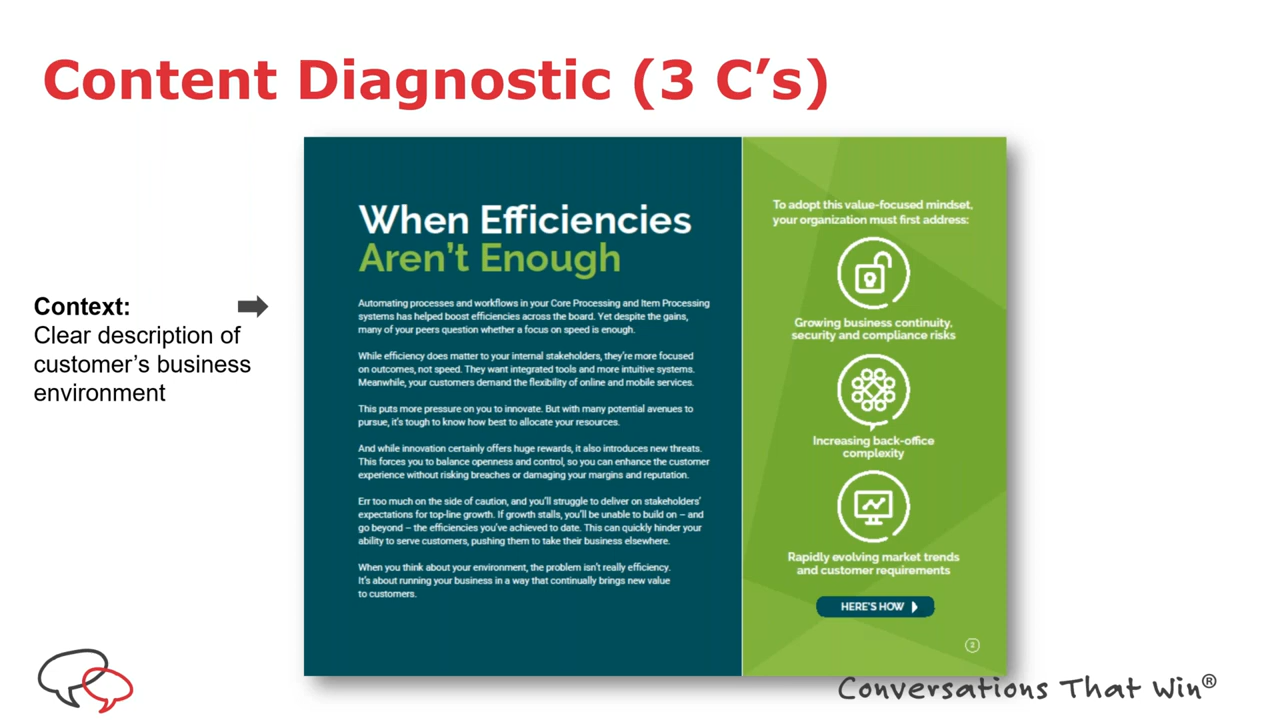 Content Diagnostic (3 C’s)
Context:
Clear description of
customer’s business
environment
When Efficiencies
Aren’t Enough
Automating processes and workflows in your Core Processing and Item Processing
systems has helped boost efficiencies across the board. Yet despite the gains,
many of your peers question whether a focus on speed is enough.
While efficiency does matter to your internal stakeholders, they’re more focused
on outcomes, not speed. They want integrated tools and more intuitive systems.
Meanwhile, your customers demand the flexibility of online and mobile services.
This puts more pressure on you to innovate. But with many potential avenues to
pursue, it’s tough to know how best to allocate your resources.
And while innovation certainly offers huge rewards, it also introduces new threats.
This forces you to balance openness and control, so you can enhance the customer
experience without risking breaches or damaging your margins and reputation.
Err too much on the side of caution, and you’ll struggle to deliver on stakeholders’
expectations for top-line growth. If growth stalls, you’ll be unable to build on – and
go beyond – the efficiencies you’ve achieved to date. This can quickly hinder your
ability to serve customers, pushing them to take their business elsewhere.
When you think about your environment, the problem isn’t really efficiency.
It’s about running your business in a way that continually brings new value
to customers.
To adopt this value-focused mindset,
your organization must first address:
Growing business continuity,
security and compliance risks
Increasing back-office
complexity
Rapidly evolving market trends
and customer requirements
HERE’S HOW
2
Conversations That Win®